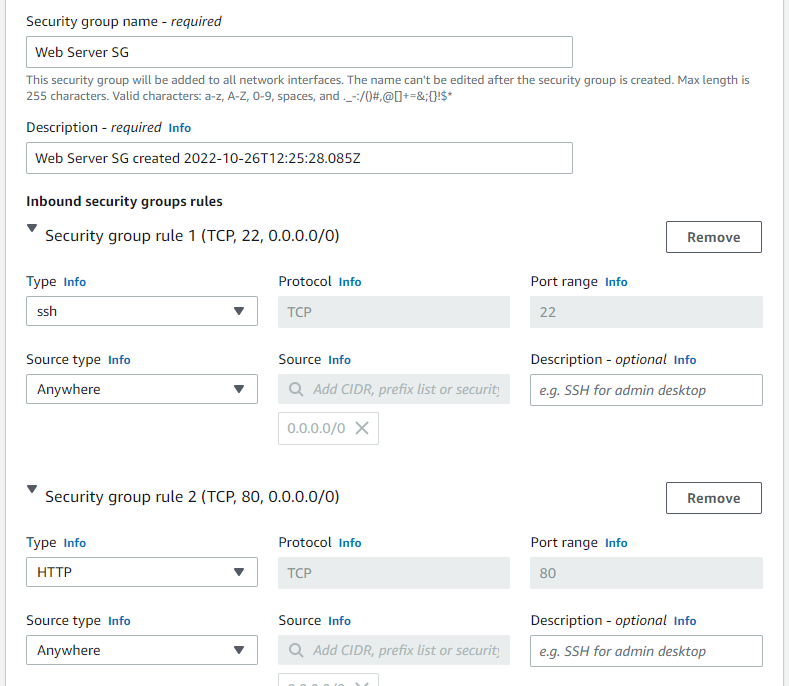 Security group name - required
Web Server SG
This security group will be added to all network interfaces. The name can't be edited after the security group is created. Max length is
255 characters. Valid characters: a-z, A-Z, 0-9, spaces, and ._-:/()#,@[]+=&;{}!$*
Description - required Info
Web Server SG created 2022-10-26T12:25:28.085Z
Inbound security groups rules
Security group rule 1 (TCP, 22, 0.0.0.0/0) Remove
Type Info Protocol Info Port range Info
ssh TCP 22
Source type Info Source Info Description - optional Info
Anywhere Add CIDR, prefix list or security e.g. SSH for admin desktop
0.0.0.0/0
Security group rule 2 (TCP, 80, 0.0.0.0/0) Remove
Type Info Protocol Info Port range Info
HTTP TCP 80
Source type Info Source Info Description - optional Info
Anywhere Add CIDR, prefix list or security e.g. SSH for admin desktop